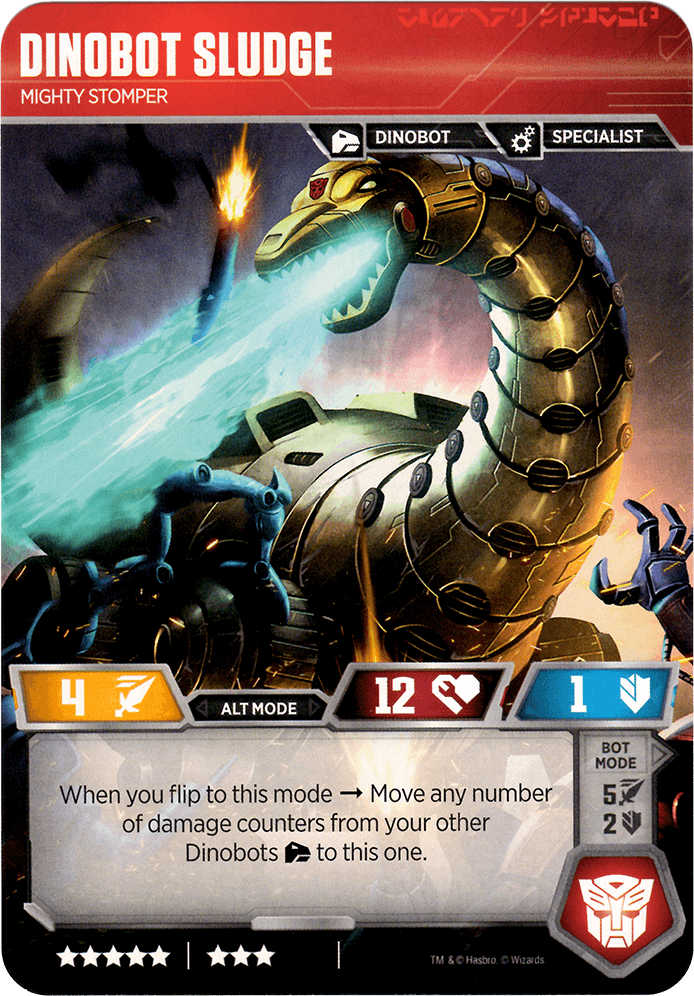 DINOBOT SLUDGE
MIGHTY STOMPER
DINOBOT
SPECIALIST
4
ALT MODE
12
1
When you flip to this mode → Move any number
of damage counters from your other
Dinobots to this one.
BOT
MODE
5
2
TM & © Hasbro. © Wizards.